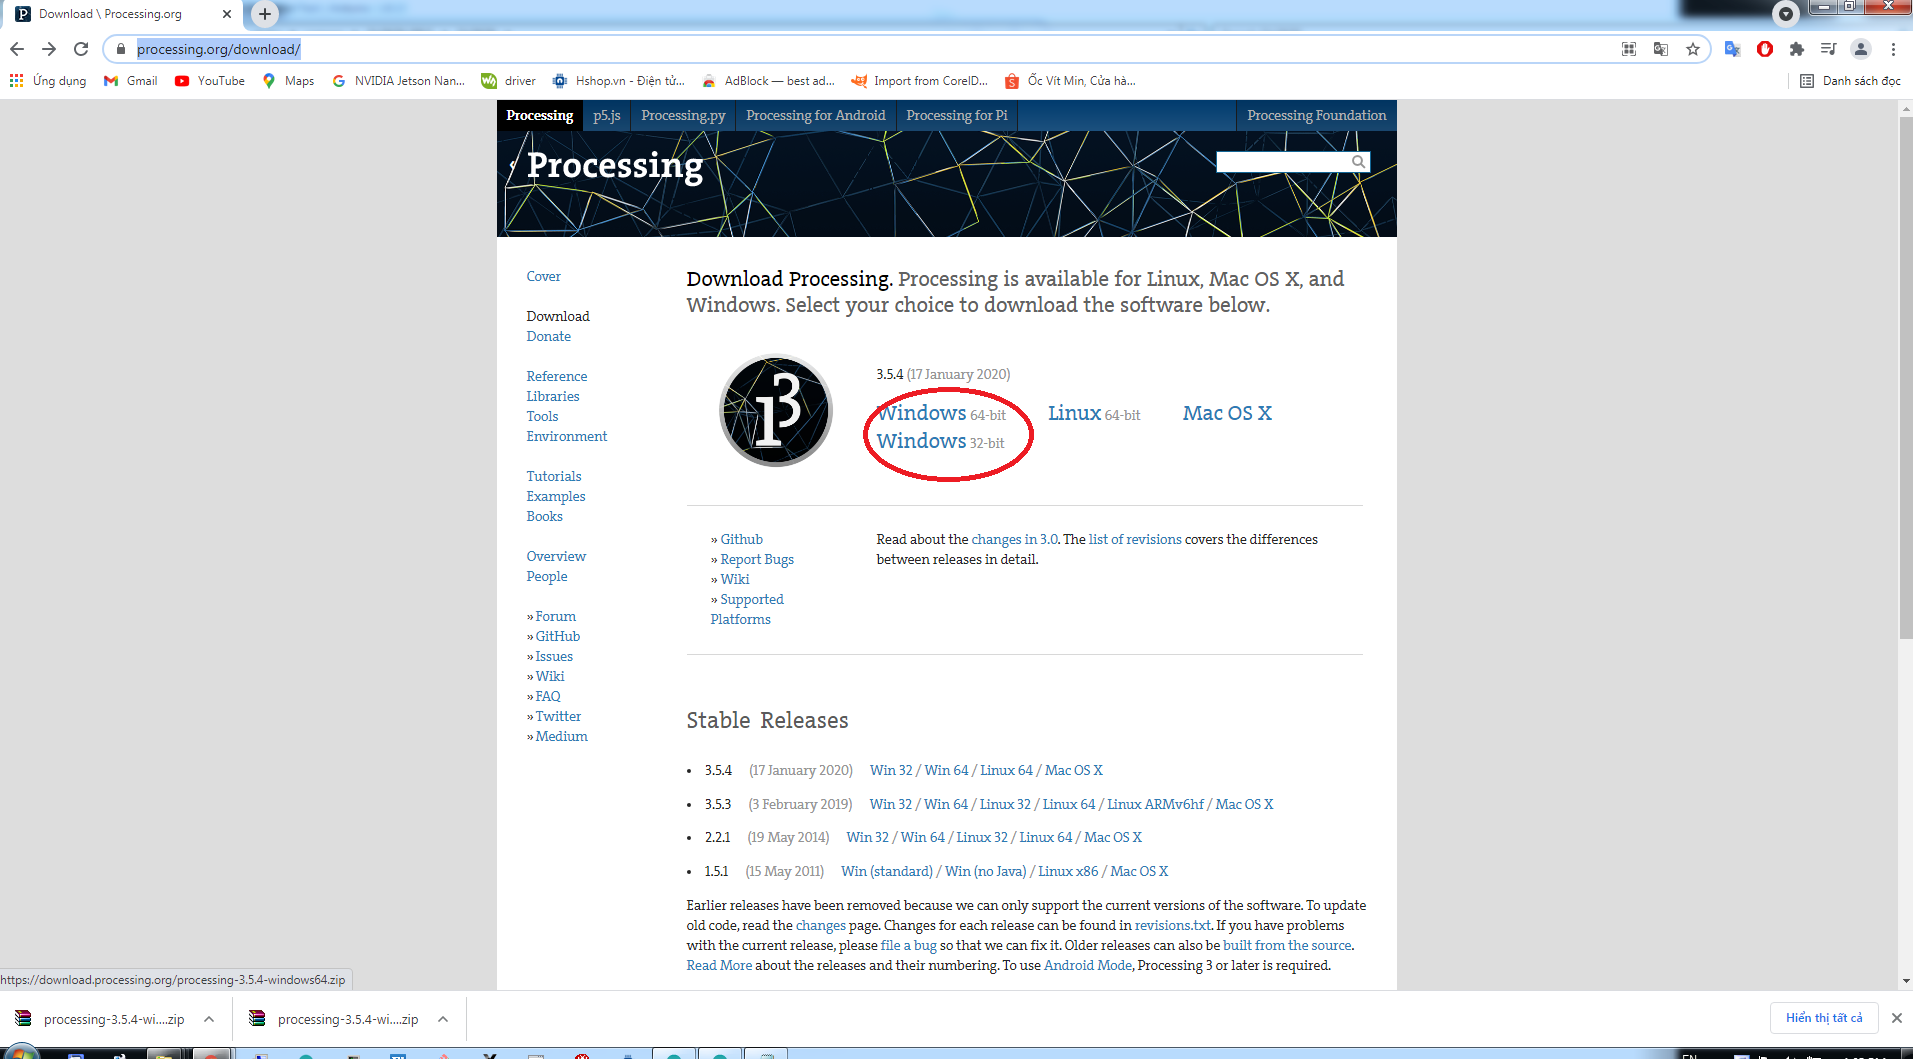 Download \ Processing.org
processing.org/download/
Ứng dụng Gmail YouTube Maps NVIDIA Jetson Nan... driver Hshop.vn - Điện tử... AdBlock — best ad... Import from CorelD... Ốc Vít Min, Cửa hà... Danh sách đọc
Processing p5.js Processing.py Processing for Android Processing for Pi Processing Foundation
Processing
Cover
Download
Donate
Reference
Libraries
Tools
Environment
Tutorials
Examples
Books
Overview
People
» Forum
» GitHub
» Issues
» Wiki
» FAQ
» Twitter
» Medium
Download Processing. Processing is available for Linux, Mac OS X, and
Windows. Select your choice to download the software below.
3.5.4 (17 January 2020)
Windows 64-bit Linux 64-bit Mac OS X
Windows 32-bit
» Github
» Report Bugs
» Wiki
» Supported
Platforms
Read about the changes in 3.0. The list of revisions covers the differences
between releases in detail.
Stable Releases
• 3.5.4 (17 January 2020) Win 32 / Win 64 / Linux 64 / Mac OS X
• 3.5.3 (3 February 2019) Win 32 / Win 64 / Linux 32 / Linux 64 / Linux ARMv6hf / Mac OS X
• 2.2.1 (19 May 2014) Win 32 / Win 64 / Linux 32 / Linux 64 / Mac OS X
• 1.5.1 (15 May 2011) Win (standard) / Win (no Java) / Linux x86 / Mac OS X
Earlier releases have been removed because we can only support the current versions of the software. To update
old code, read the changes page. Changes for each release can be found in revisions.txt. If you have problems
with the current release, please file a bug so that we can fix it. Older releases can also be built from the source.
Read More about the releases and their numbering. To use Android Mode, Processing 3 or later is required.
https://download.processing.org/processing-3.5.4-windows64.zip
processing-3.5.4-wi....zip processing-3.5.4-wi....zip Hiển thị tất cả